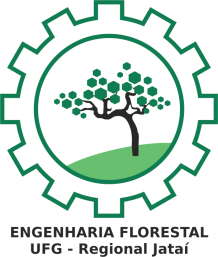 ENGENHARIA FLORESTAL
UFG - Regional Jataí